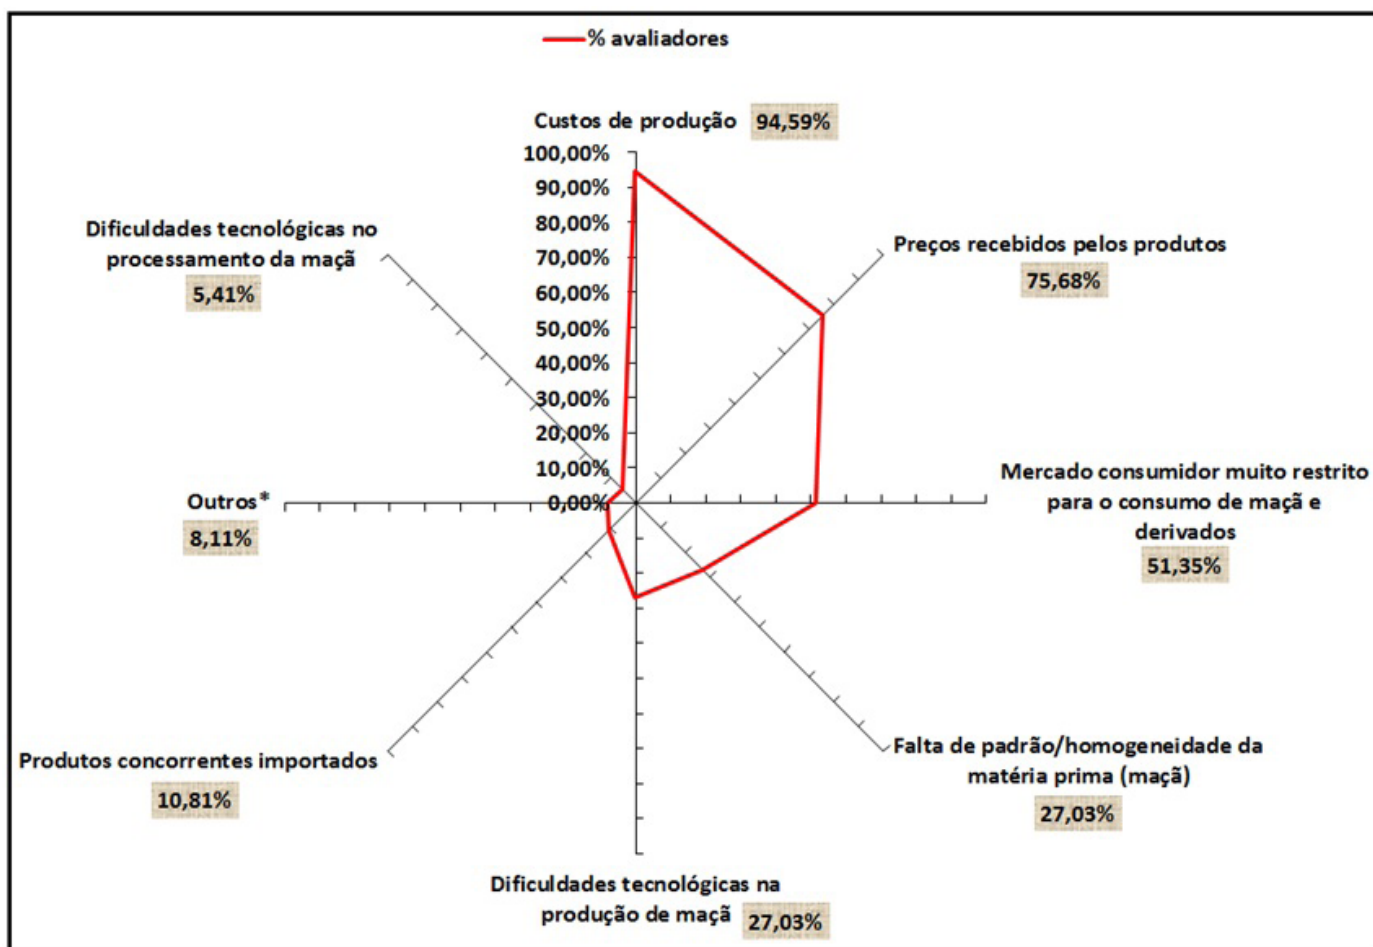 % avaliadores
Custos de produção 94,59%
100,00%
90,00%
80,00%
70,00%
60,00%
50,00%
40,00%
30,00%
20,00%
10,00%
0,00%
Preços recebidos pelos produtos
75,68%
Mercado consumidor muito restrito
para o consumo de maçã e
derivados
51,35%
Falta de padrão/homogeneidade da
matéria prima (maçã)
27,03%
Dificuldades tecnológicas na
produção de maçã 27,03%
Produtos concorrentes importados
10,81%
Outros*
8,11%
Dificuldades tecnológicas no
processamento da maçã
5,41%